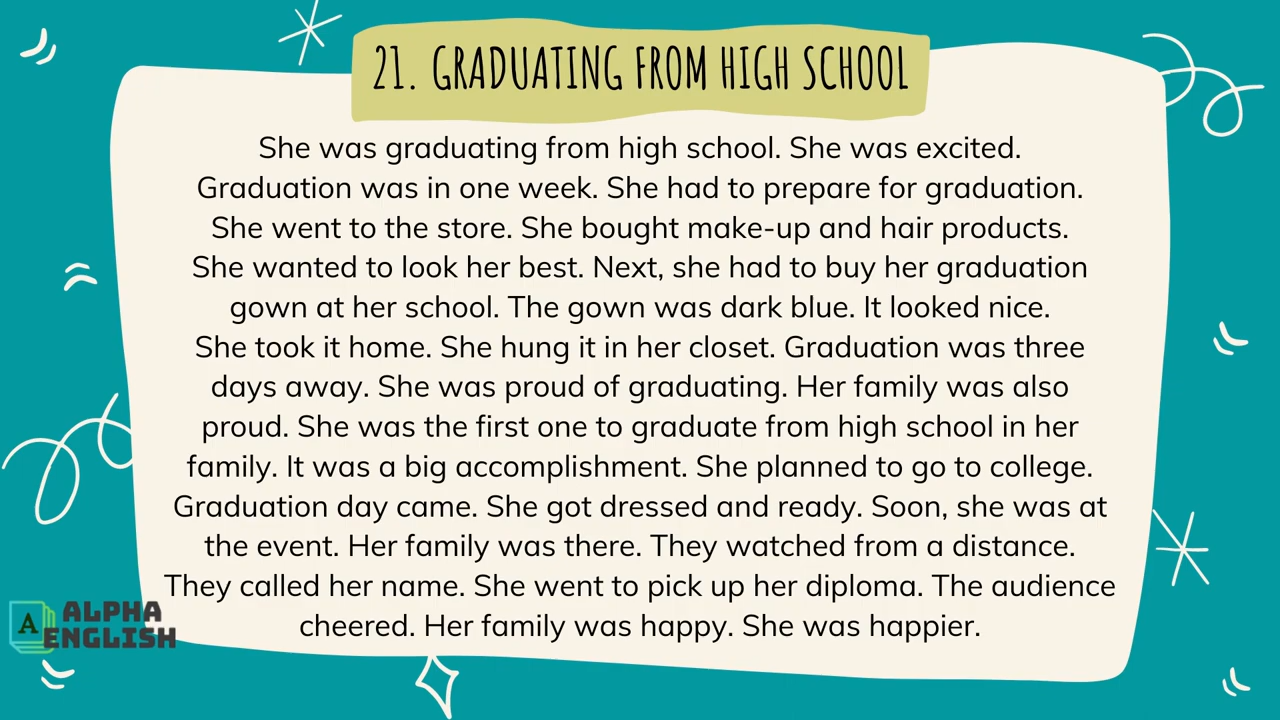 21. GRADUATING FROM HIGH SCHOOL
She was graduating from high school. She was excited.
Graduation was in one week. She had to prepare for graduation.
She went to the store. She bought make-up and hair products.
She wanted to look her best. Next, she had to buy her graduation
gown at her school. The gown was dark blue. It looked nice.
She took it home. She hung it in her closet. Graduation was three
days away. She was proud of graduating. Her family was also
proud. She was the first one to graduate from high school in her
family. It was a big accomplishment. She planned to go to college.
Graduation day came. She got dressed and ready. Soon, she was at
the event. Her family was there. They watched from a distance.
They called her name. She went to pick up her diploma. The audience
cheered. Her family was happy. She was happier.
A
ALPHA
ENGLISH